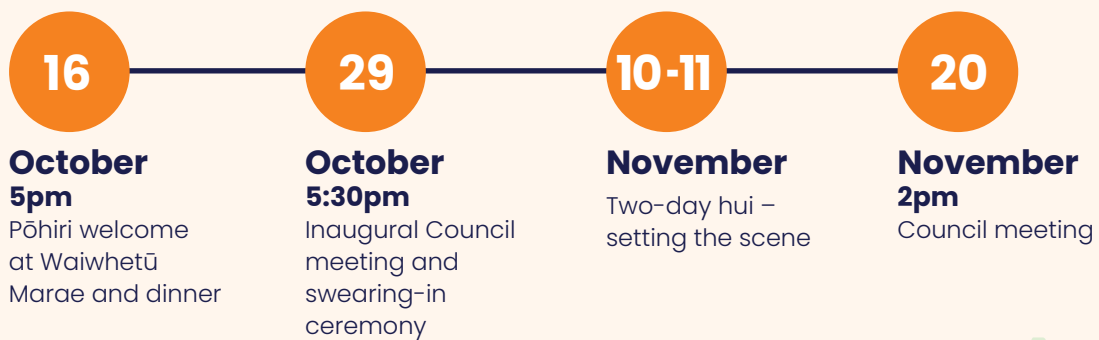 16
October
5pm
Pōhiri welcome
at Waiwhetū
Marae and dinner
29
October
5:30pm
Inaugural Council
meeting and
swearing-in
ceremony
10-11
November
Two-day hui –
setting the scene
20
November
2pm
Council meeting